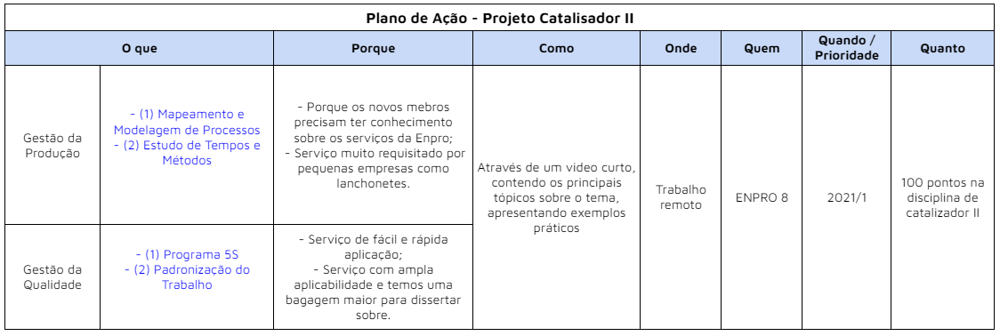 Plano de Ação - Projeto Catalisador II
O que
Porque
Como
Onde
Quem
Quando /
Prioridade
Quanto
Gestão da
Produção
- (1) Mapeamento e
Modelagem de Processos
- (2) Estudo de Tempos e
Métodos
- Porque os novos mebros
precisam ter conhecimento
sobre os serviços da Enpro;
- Serviço muito requisitado por
pequenas empresas como
lanchonetes.
Através de um video curto,
contendo os principais
tópicos sobre o tema,
apresentando exemplos
práticos
Trabalho
remoto
ENPRO 8
2021/1
100 pontos na
disciplina de
catalizador II
Gestão da
Qualidade
- (1) Programa 5S
- (2) Padronização do
Trabalho
- Serviço de fácil e rápida
aplicação;
- Serviço com ampla
aplicabilidade e temos uma
bagagem maior para dissertar
sobre.